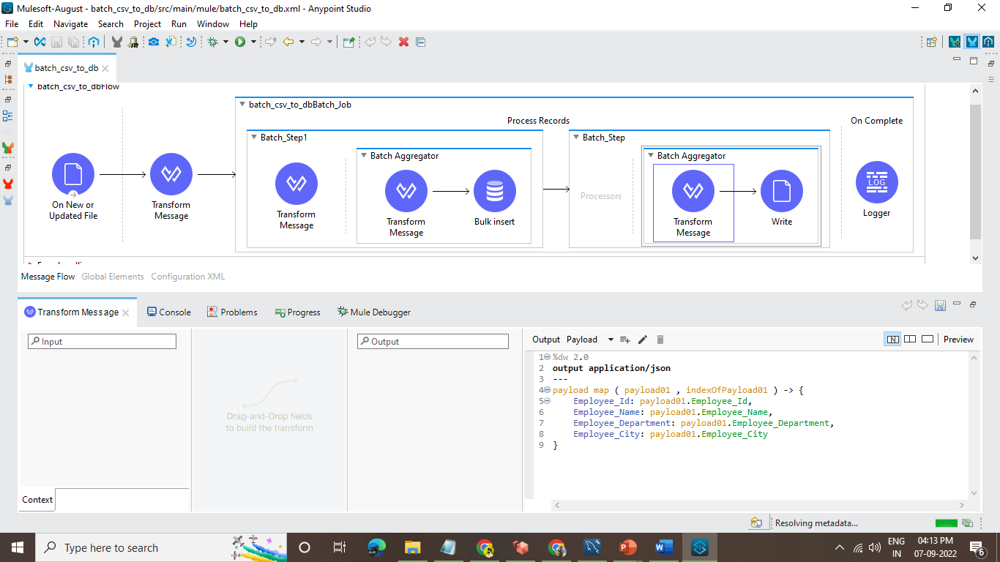 Mulesoft-August - batch_csv_to_db/src/main/mule/batch_csv_to_db.xml - Anypoint Studio
File Edit Navigate Search Project Run Window Help
batch_csv_to_db
batch_csv_to_dbFlow
batch_csv_to_dbBatch_Job
Process Records
On Complete
Batch_Step1
Batch_Step
Batch Aggregator
Batch Aggregator
LOG
Processors
On New or
Updated File
Transform
Message
Transform
Message
Transform
Message
Bulk insert
Transform
Message
Write
Logger
Message Flow Global Elements Configuration XML
Transform Message Console Problems Progress Mule Debugger
Input
Output
Output Payload Preview
Drag-and-Drop fields
to build the transform
1 %dw 2.0
2 output application/json
3 ---
4 payload map ( payload01 , indexOfPayload01 ) -> {
5 Employee_Id: payload01.Employee_Id,
6 Employee_Name: payload01.Employee_Name,
7 Employee_Department: payload01.Employee_Department,
8 Employee_City: payload01.Employee_City
9 }
Context
Resolving metadata...
Type here to search
ENG
IN
04:13 PM
07-09-2022
6